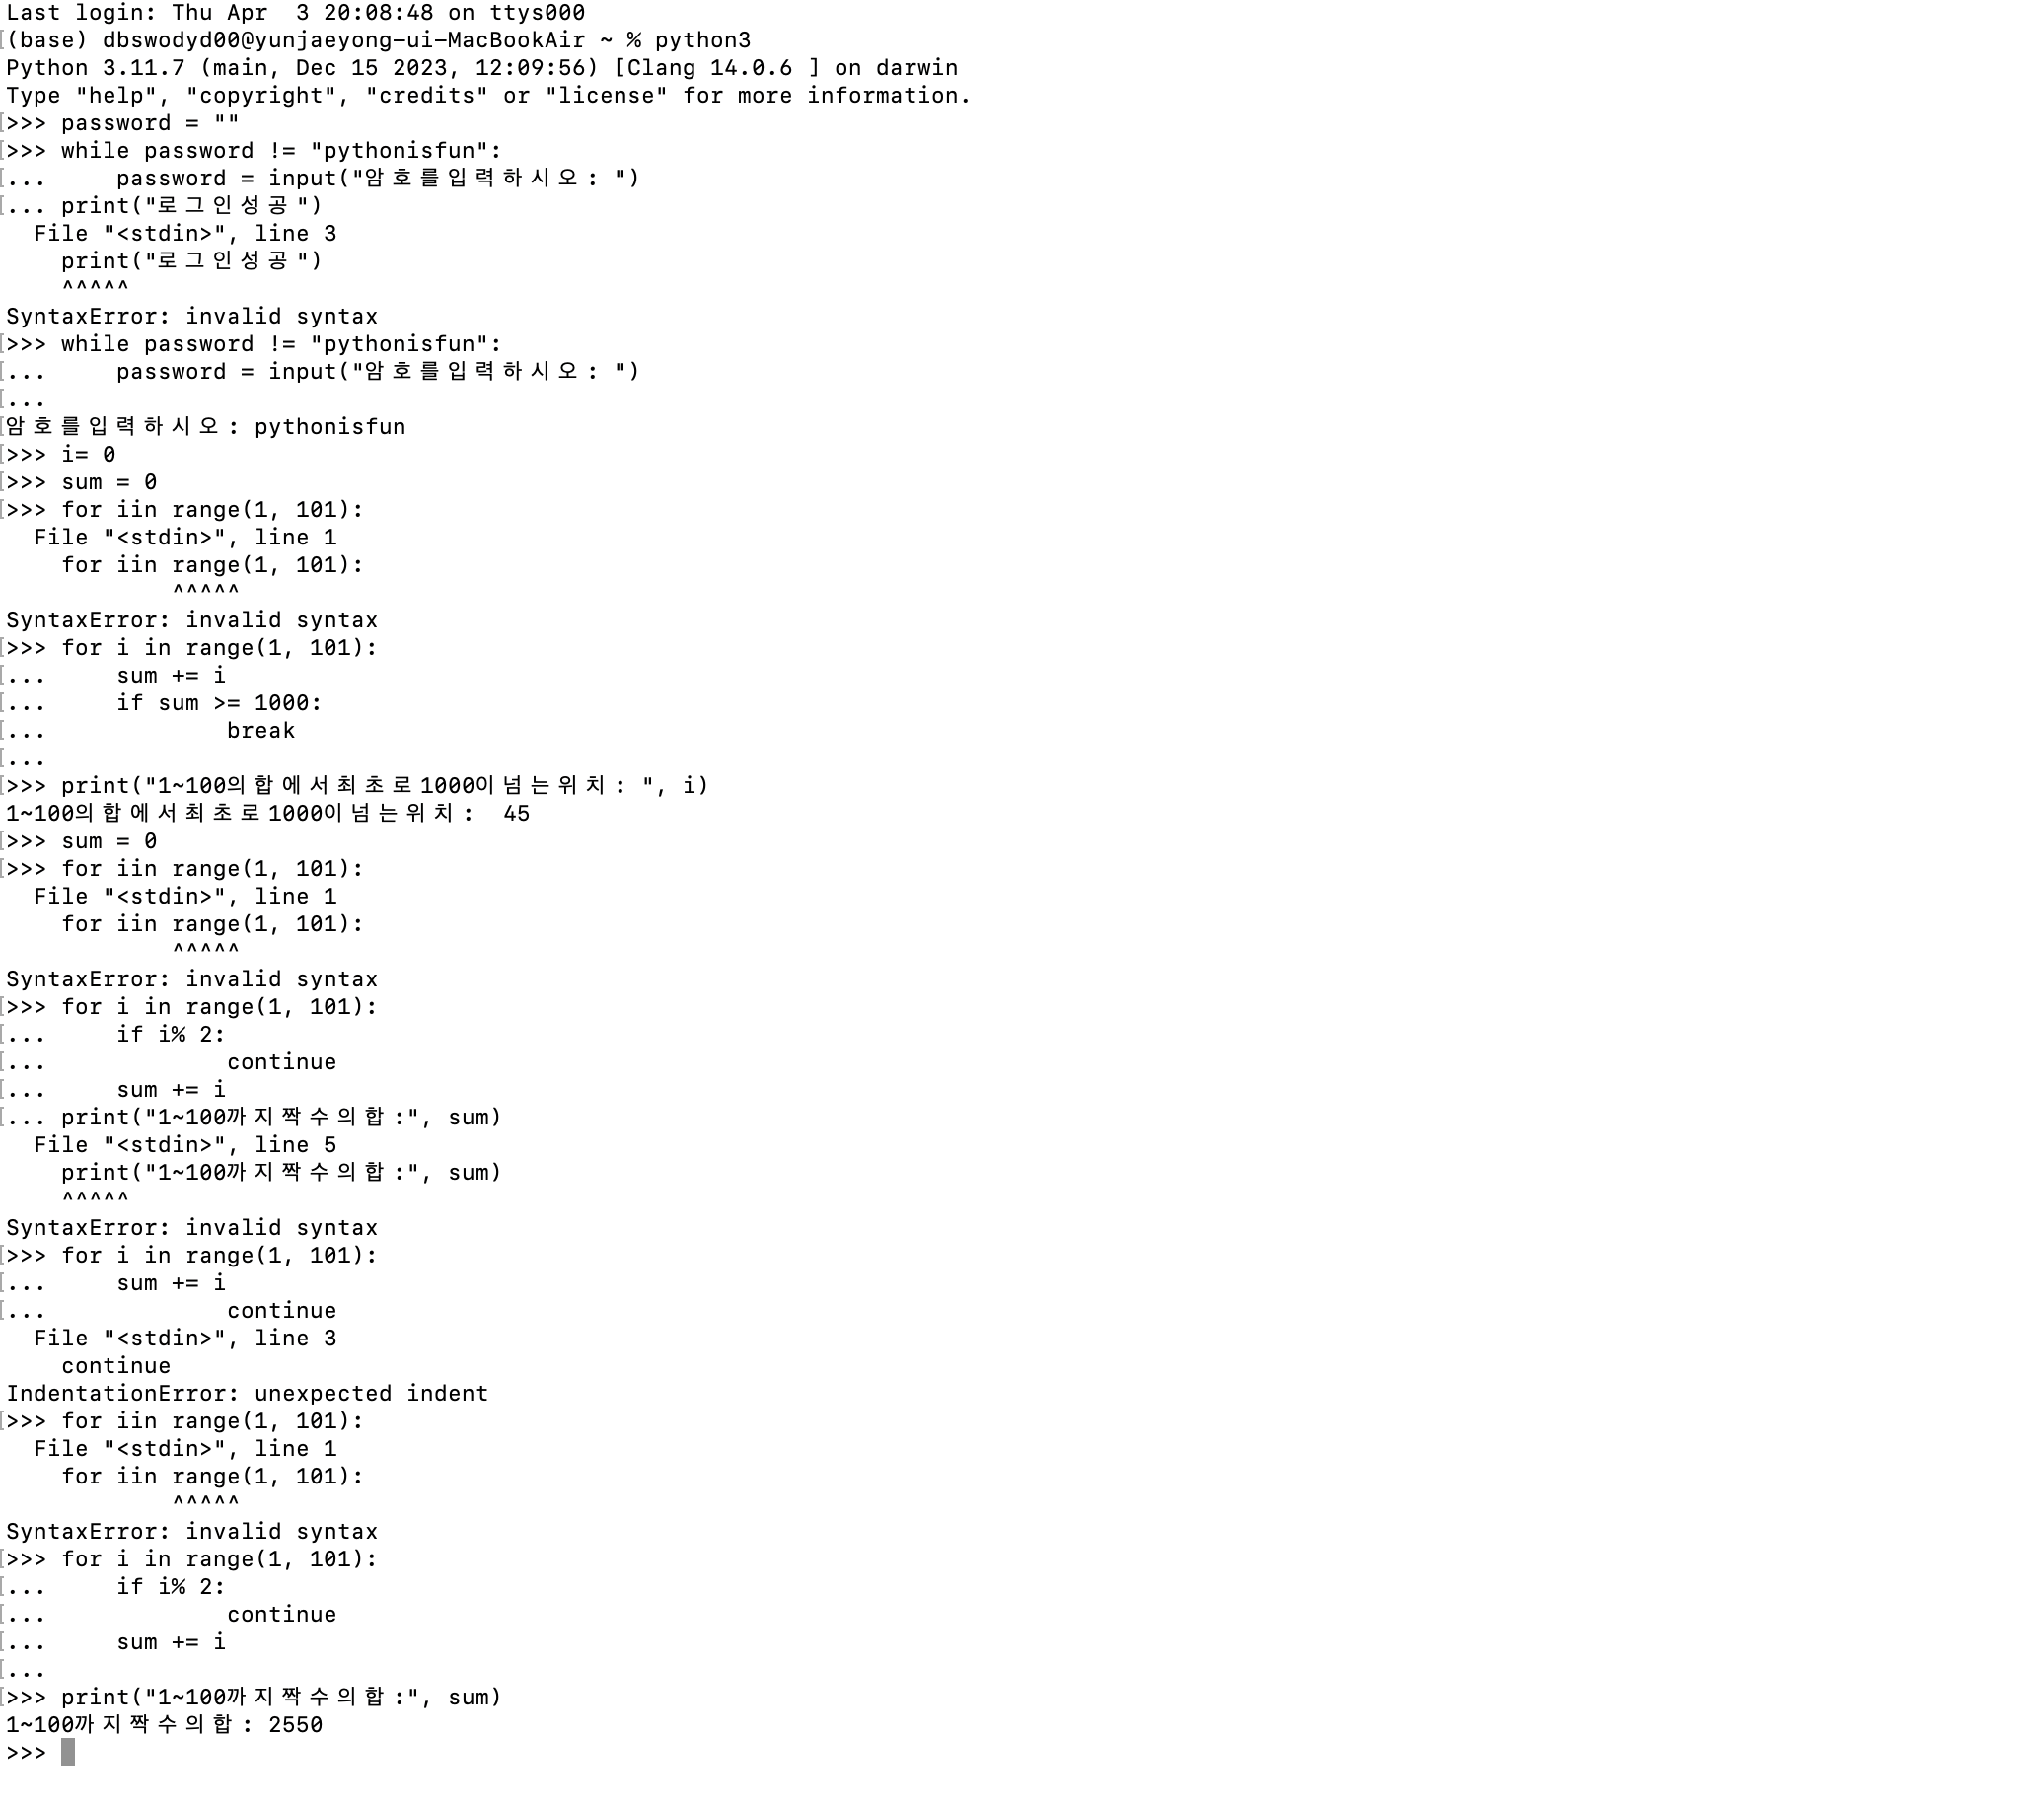 Last login: Thu Apr  3 20:08:48 on ttys000
(base) dbswodyd00@yunjaeyong-ui-MacBookAir ~ % python3
Python 3.11.7 (main, Dec 15 2023, 12:09:56) [Clang 14.0.6 ] on darwin
Type "help", "copyright", "credits" or "license" for more information.
>>> password = ""
>>> while password != "pythonisfun":
...     password = input("암호를입력하시오: ")
... print("로그인성공")
  File "<stdin>", line 3
    print("로그인성공")
    ^^^^^
SyntaxError: invalid syntax
>>> while password != "pythonisfun":
...     password = input("암호를입력하시오: ")
...
암호를입력하시오: pythonisfun
>>> i= 0
>>> sum = 0
>>> for iin range(1, 101):
  File "<stdin>", line 1
    for iin range(1, 101):
            ^^^^^
SyntaxError: invalid syntax
>>> for i in range(1, 101):
...     sum += i
...     if sum >= 1000:
...             break
...
>>> print("1~100의합에서최초로1000이넘는위치: ", i)
1~100의합에서최초로1000이넘는위치:  45
>>> sum = 0
>>> for iin range(1, 101):
  File "<stdin>", line 1
    for iin range(1, 101):
            ^^^^^
SyntaxError: invalid syntax
>>> for i in range(1, 101):
...     if i% 2:
...             continue
...     sum += i
... print("1~100까지짝수의합:", sum)
  File "<stdin>", line 5
    print("1~100까지짝수의합:", sum)
    ^^^^^
SyntaxError: invalid syntax
>>> for i in range(1, 101):
...     sum += i
...             continue
  File "<stdin>", line 3
    continue
IndentationError: unexpected indent
>>> for iin range(1, 101):
  File "<stdin>", line 1
    for iin range(1, 101):
            ^^^^^
SyntaxError: invalid syntax
>>> for i in range(1, 101):
...     if i% 2:
...             continue
...     sum += i
...
>>> print("1~100까지짝수의합:", sum)
1~100까지짝수의합: 2550
>>>